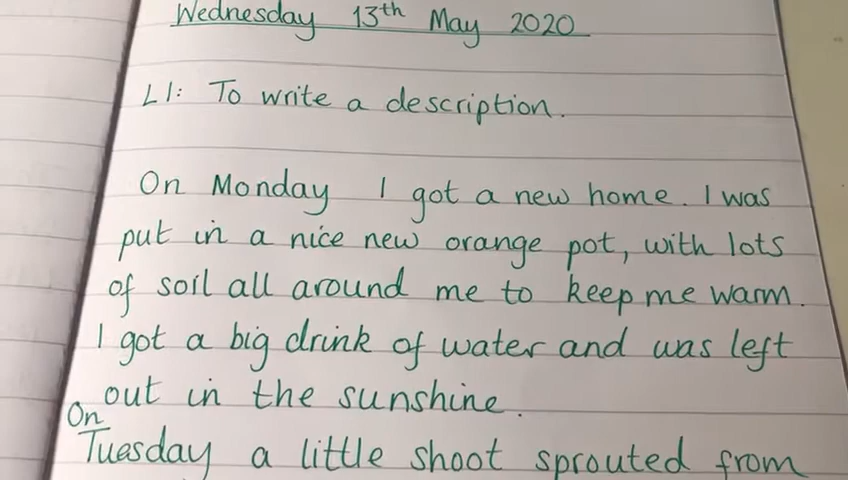 Wednesday 13th May 2020
LI: To write a description.
On Monday I got a new home. I was
put in a nice new orange pot, with lots
of soil all around me to keep me warm.
I got a big drink of water and was left
out in the sunshine.
On
Tuesday a little shoot sprouted from